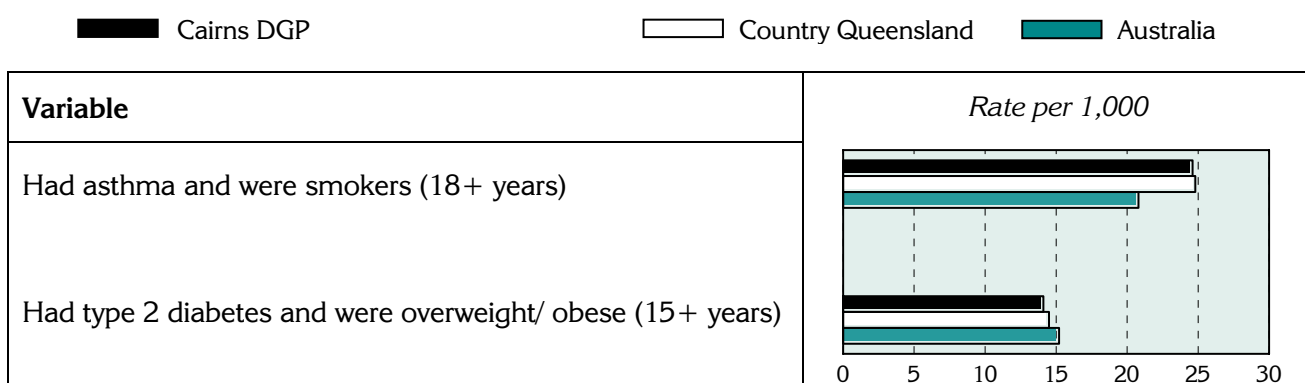 Cairns DGP Country Queensland Australia
Variable Rate per 1,000
Had asthma and were smokers (18+ years)
Had type 2 diabetes and were overweight/ obese (15+ years)
0 5 10 15 20 25 30